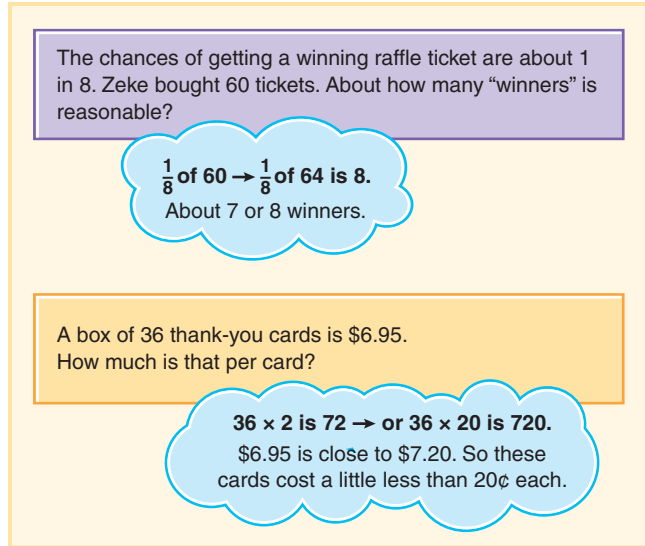 The chances of getting a winning raffle ticket are about 1
in 8. Zeke bought 60 tickets. About how many “winners” is
reasonable?
1/8 of 60 → 1/8 of 64 is 8.
About 7 or 8 winners.
A box of 36 thank-you cards is $6.95.
How much is that per card?
36 × 2 is 72 → or 36 × 20 is 720.
$6.95 is close to $7.20. So these
cards cost a little less than 20¢ each.